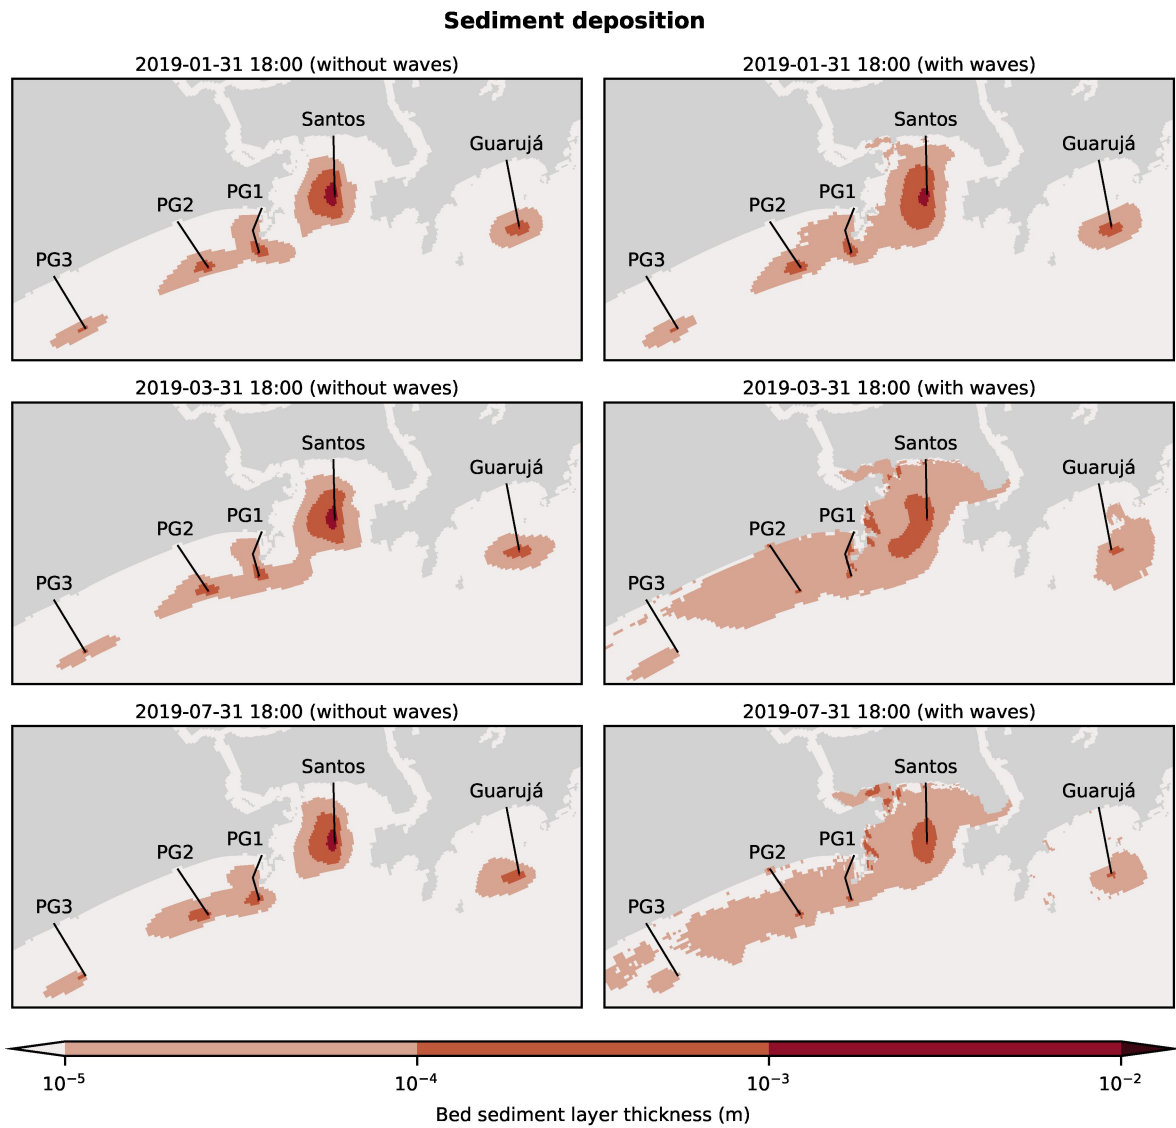 Sediment deposition
2019-01-31 18:00 (without waves)
Santos
Guarujá
PG1
PG2
PG3
2019-01-31 18:00 (with waves)
Santos
Guarujá
PG1
PG2
PG3
2019-03-31 18:00 (without waves)
Santos
Guarujá
PG1
PG2
PG3
2019-03-31 18:00 (with waves)
Santos
Guarujá
PG1
PG2
PG3
2019-07-31 18:00 (without waves)
Santos
Guarujá
PG1
PG2
PG3
2019-07-31 18:00 (with waves)
Santos
Guarujá
PG1
PG2
PG3
10⁻⁵ 10⁻⁴ 10⁻³ 10⁻²
Bed sediment layer thickness (m)